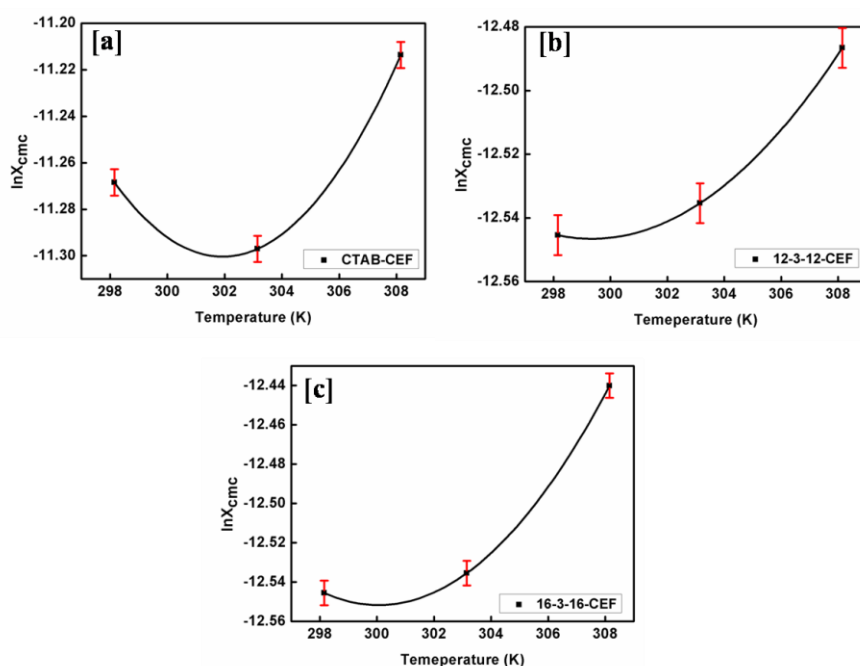 [a]
-11.20
-11.22
-11.24
-11.26
-11.28
-11.30
lnXcmc
CTAB-CEF
298 300 302 304 306 308
Temperature (K)
[b]
-12.48
-12.50
-12.52
-12.54
-12.56
lnXcmc
12-3-12-CEF
298 300 302 304 306 308
Temeperature (K)
[c]
-12.44
-12.46
-12.48
-12.50
-12.52
-12.54
-12.56
lnXcmc
16-3-16-CEF
298 300 302 304 306 308
Temeperature (K)